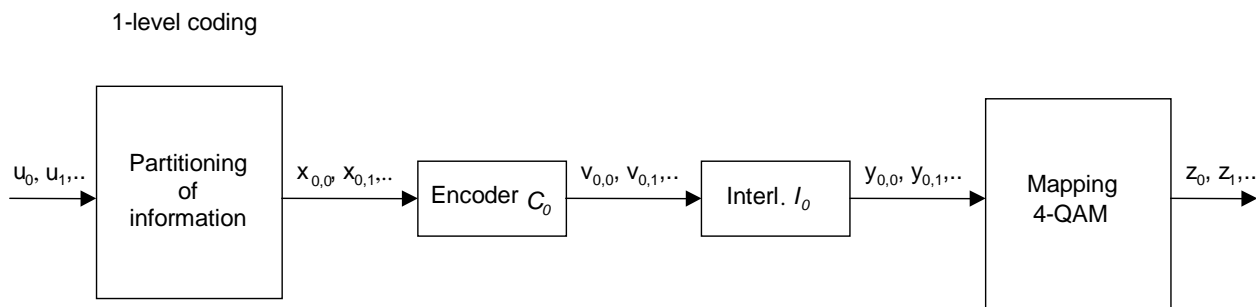 1-level coding
u0, u1,..
Partitioning
of
information
x0,0, x0,1,..
Encoder C0
v0,0, v0,1,..
Interl. I0
y0,0, y0,1,..
Mapping
4-QAM
z0, z1,..